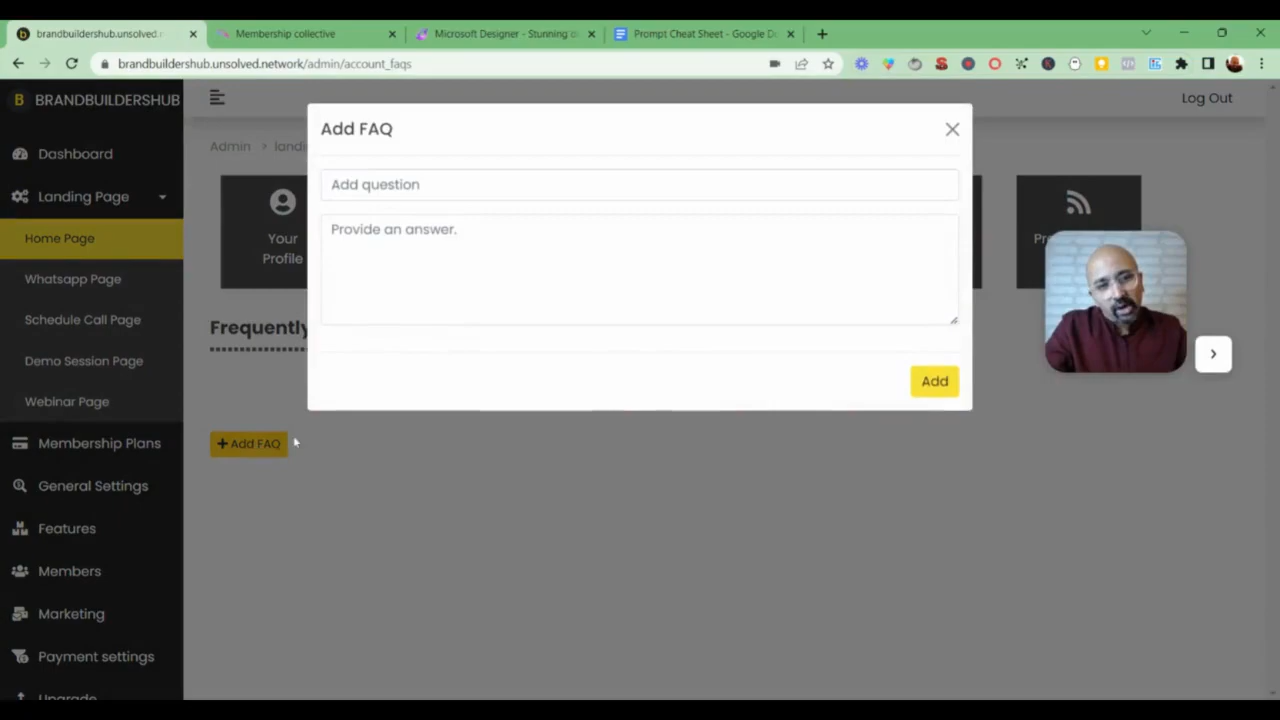 brandbuildershub.unsolved.n
Membership collective
Microsoft Designer - Stunning d
Prompt Cheat Sheet - Google D
brandbuildershub.unsolved.network/admin/account_faqs
B BRANDBUILDERSHUB
Log Out
Add FAQ
Admin > landi
Add question
Provide an answer.
Your
Profile
Pr
Frequently
Add
+ Add FAQ
Dashboard
Landing Page
Home Page
Whatsapp Page
Schedule Call Page
Demo Session Page
Webinar Page
Membership Plans
General Settings
Features
Members
Marketing
Payment settings
Upgrade